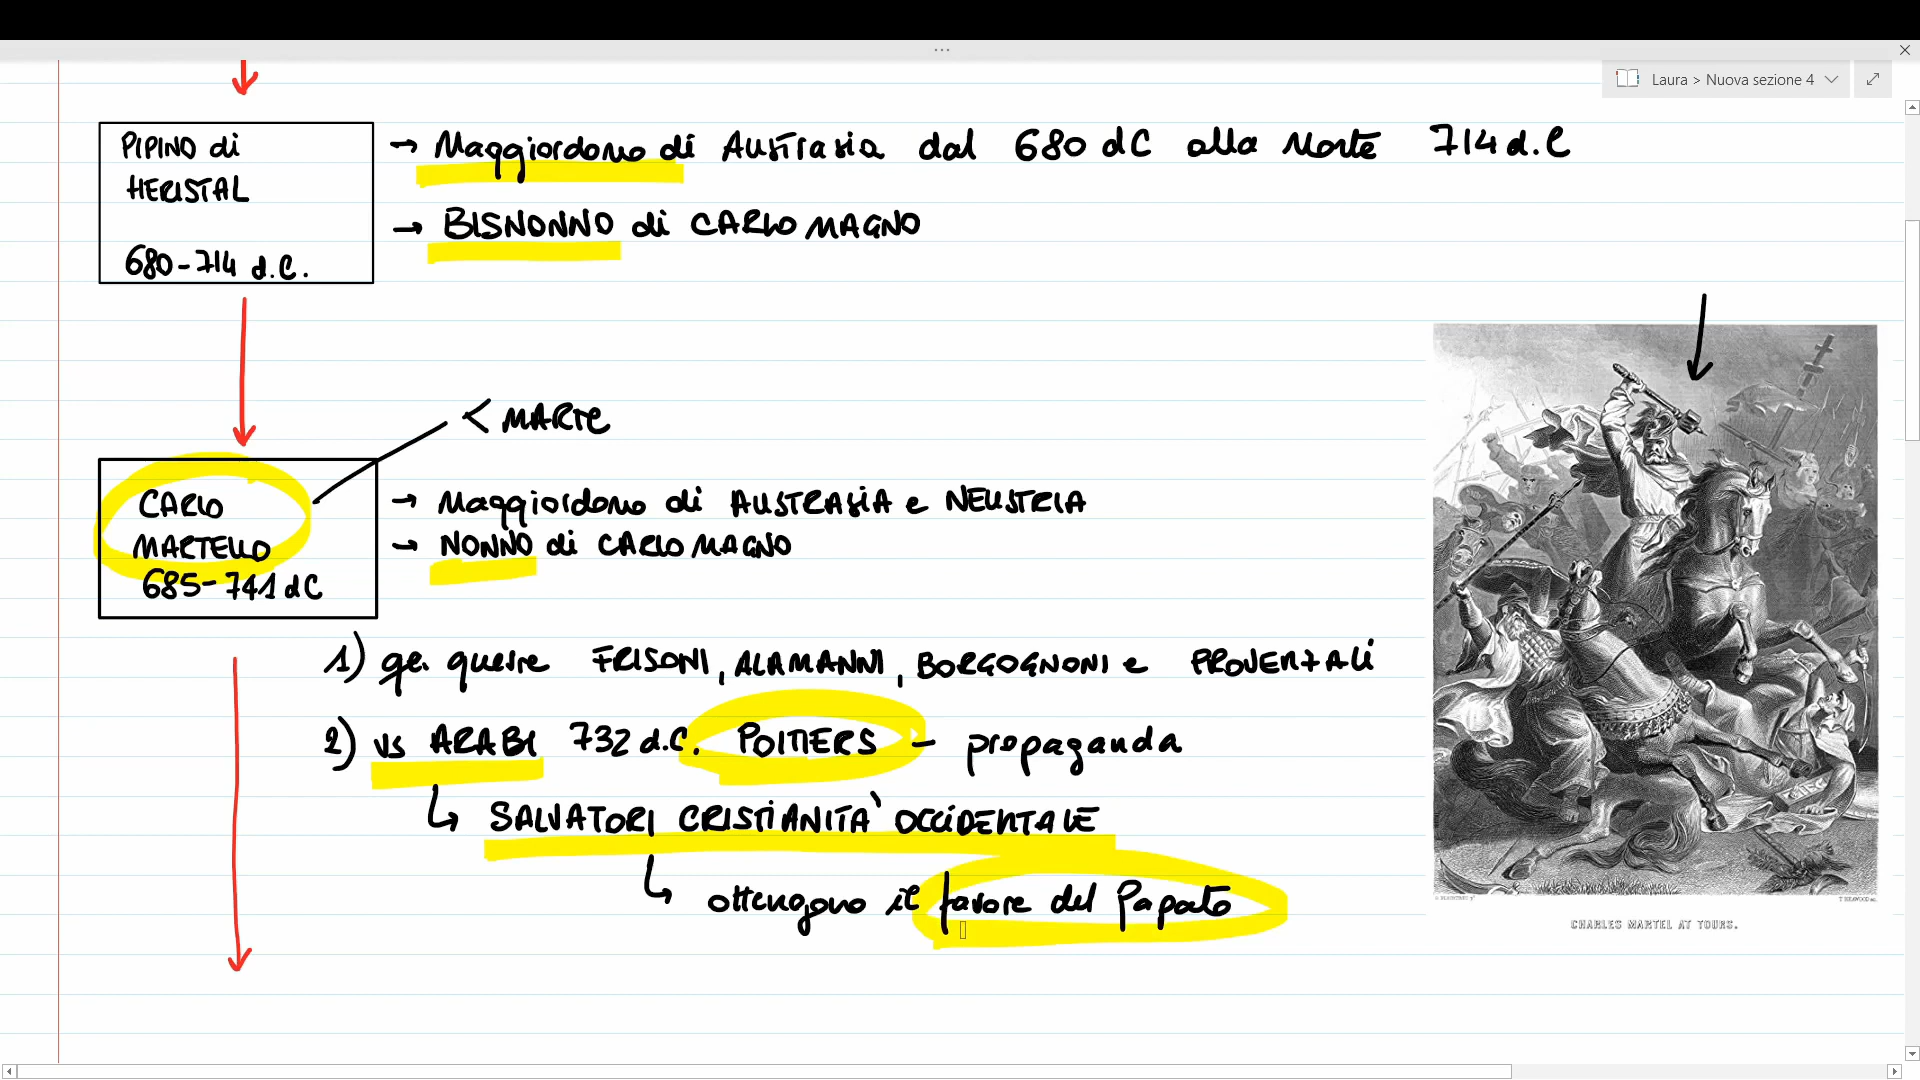 Laura > Nuova sezione 4
PIPINO di
HERISTAL
680-714 d.C.
→ Maggiordomo di Austrasia dal 680 dC alla Morte 714 d.C
→ BISNONNO di CARLO MAGNO
< MARTE
CARLO
MARTELLO
685-741 dC
→ Maggiordomo di AUSTRASIA e NEUSTRIA
→ NONNO di CARLO MAGNO
1) ge. guerre FRISONI, ALAMANNI, BORGOGNONI e PROVENZALI
2) vs ARABI 732 d.C. POITIERS - propaganda
↳ SALVATORI CRISTIANITA' OCCIDENTALE
↳ ottengono il favore del Papato
CHARLES MARTEL AT TOURS.